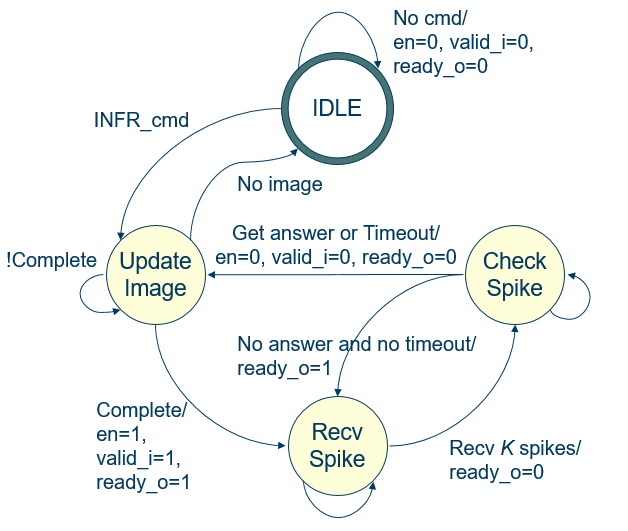 No cmd/
en=0, valid_i=0,
ready_o=0
IDLE
INFR_cmd
No image
!Complete
Update
Image
Get answer or Timeout/
en=0, valid_i=0, ready_o=0
Check
Spike
No answer and no timeout/
ready_o=1
Complete/
en=1,
valid_i=1,
ready_o=1
Recv
Spike
Recv K spikes/
ready_o=0